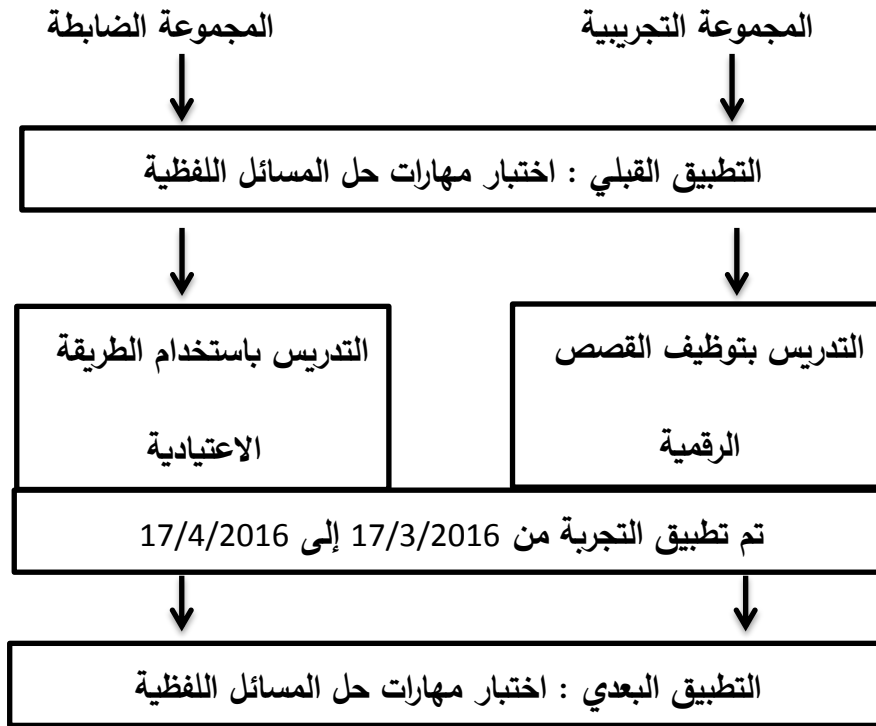 المجموعة التجريبية
المجموعة الضابطة
التطبيق القبلي : اختبار مهارات حل المسائل اللفظية
التدريس بتوظيف القصص
الرقمية
التدريس باستخدام الطريقة
الاعتيادية
تم تطبيق التجربة من 17/3/2016 إلى 17/4/2016
التطبيق البعدي : اختبار مهارات حل المسائل اللفظية